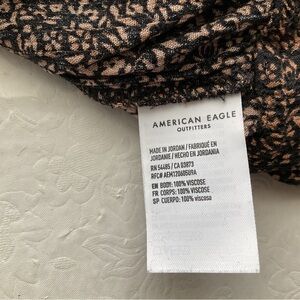 AMERICAN EAGLE
OUTFITTERS
MADE IN JORDAN / FABRIQUÉ EN
JORDANIE / HECHO EN JORDANIA
RN 54485 / CA 03873
EN BODY: 100% VISCOSE
FR CORPS: 100% VISCOSE
SP CUERPO: 100% viscosa